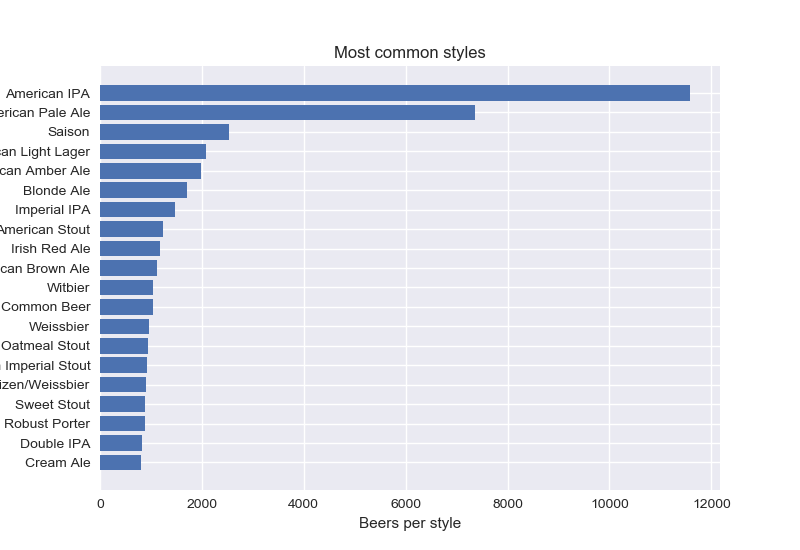 Most common styles
American IPA
erican Pale Ale
Saison
an Light Lager
can Amber Ale
Blonde Ale
Imperial IPA
American Stout
Irish Red Ale
can Brown Ale
Witbier
Common Beer
Weissbier
Oatmeal Stout
Imperial Stout
izen/Weissbier
Sweet Stout
Robust Porter
Double IPA
Cream Ale
0 2000 4000 6000 8000 10000 12000
Beers per style